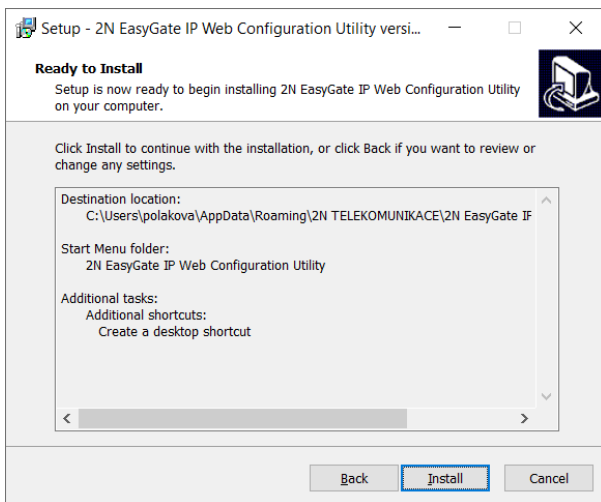 Setup - 2N EasyGate IP Web Configuration Utility versi...
Ready to Install
Setup is now ready to begin installing 2N EasyGate IP Web Configuration Utility
on your computer.
Click Install to continue with the installation, or click Back if you want to review or
change any settings.
Destination location:
C:\Users\polakova\AppData\Roaming\2N TELEKOMUNIKACE\2N EasyGate IP
Start Menu folder:
2N EasyGate IP Web Configuration Utility
Additional tasks:
Additional shortcuts:
Create a desktop shortcut
Back Install Cancel